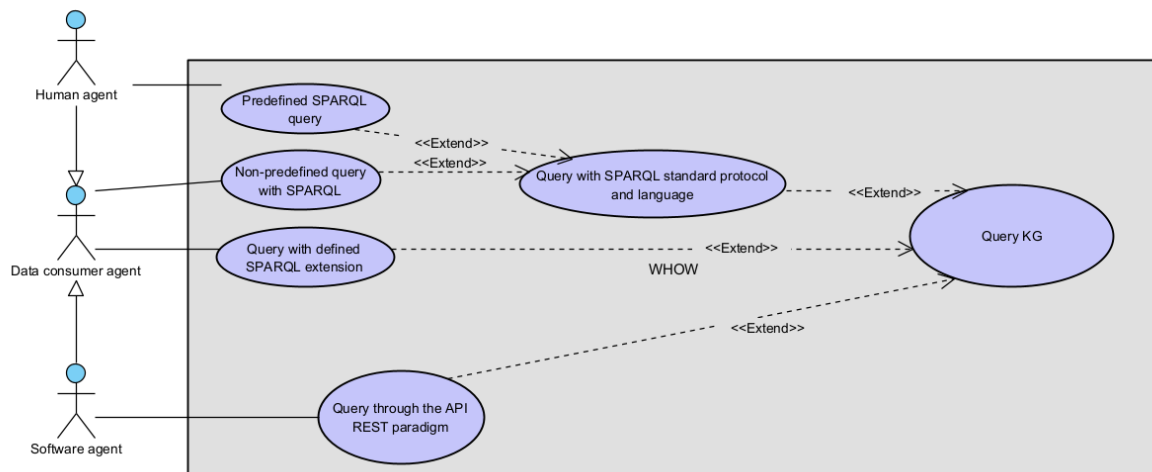 Human agent
Predefined SPARQL
query
<<Extend>>
<<Extend>>
Non-predefined query
with SPARQL
Query with SPARQL standard protocol
and language
<<Extend>>
Data consumer agent
Query with defined
SPARQL extension
<<Extend>>
Query KG
WHOW
<<Extend>>
Software agent
Query through the API
REST paradigm